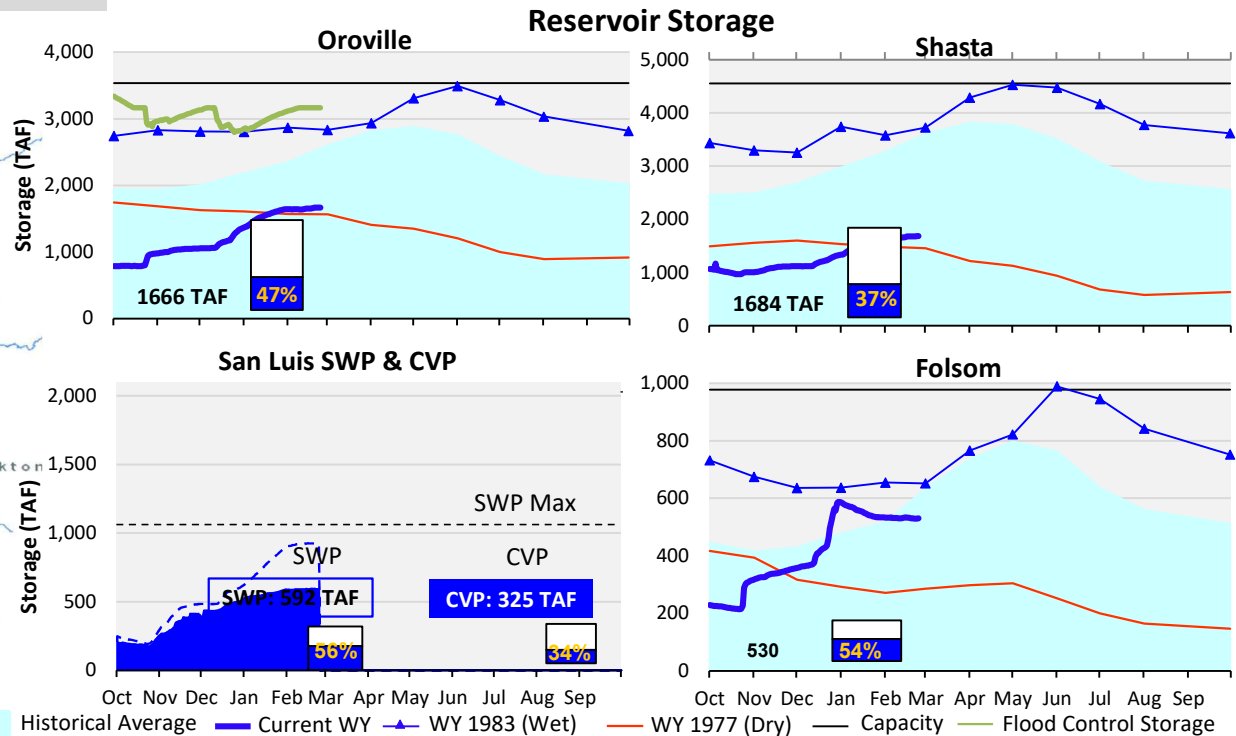 Reservoir Storage
Oroville
Storage (TAF)
4,000
3,000
2,000
1,000
0
1666 TAF
47%
Shasta
5,000
4,000
3,000
2,000
1,000
0
1684 TAF
37%
San Luis SWP & CVP
Storage (TAF)
2,000
1,500
1,000
500
0
SWP Max
SWP
CVP
SWP: 592 TAF
CVP: 325 TAF
56%
34%
Oct Nov Dec Jan Feb Mar Apr May Jun Jul Aug Sep
Folsom
1,000
800
600
400
200
0
530
54%
Oct Nov Dec Jan Feb Mar Apr May Jun Jul Aug Sep
kton
Historical Average Current WY WY 1983 (Wet) WY 1977 (Dry) Capacity Flood Control Storage